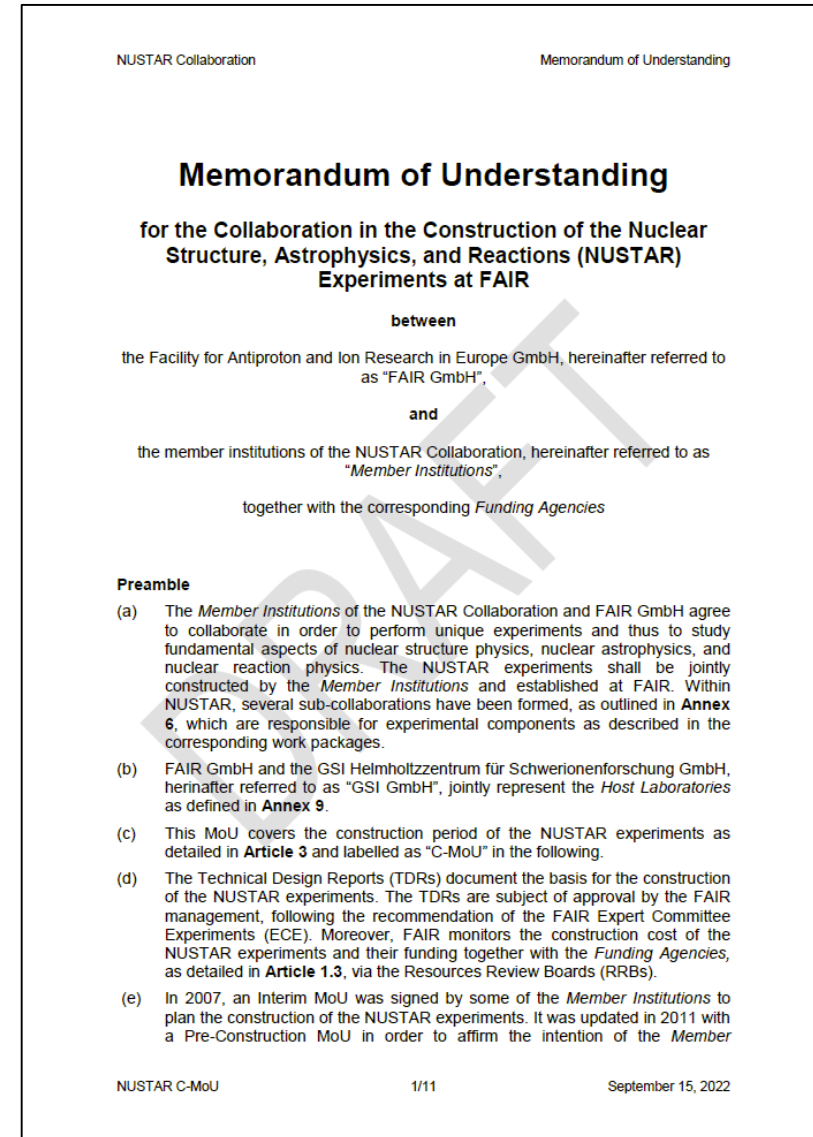 NUSTAR Collaboration Memorandum of Understanding
Memorandum of Understanding
for the Collaboration in the Construction of the Nuclear
Structure, Astrophysics, and Reactions (NUSTAR)
Experiments at FAIR
between
the Facility for Antiproton and Ion Research in Europe GmbH, hereinafter referred to
as “FAIR GmbH”,
and
the member institutions of the NUSTAR Collaboration, hereinafter referred to as
“Member Institutions”,
together with the corresponding Funding Agencies
DRAFT
Preamble
(a) The Member Institutions of the NUSTAR Collaboration and FAIR GmbH agree
to collaborate in order to perform unique experiments and thus to study
fundamental aspects of nuclear structure physics, nuclear astrophysics, and
nuclear reaction physics. The NUSTAR experiments shall be jointly
constructed by the Member Institutions and established at FAIR. Within
NUSTAR, several sub-collaborations have been formed, as outlined in Annex
6, which are responsible for experimental components as described in the
corresponding work packages.
(b) FAIR GmbH and the GSI Helmholtzzentrum für Schwerionenforschung GmbH,
herinafter referred to as “GSI GmbH”, jointly represent the Host Laboratories
as defined in Annex 9.
(c) This MoU covers the construction period of the NUSTAR experiments as
detailed in Article 3 and labelled as “C-MoU” in the following.
(d) The Technical Design Reports (TDRs) document the basis for the construction
of the NUSTAR experiments. The TDRs are subject of approval by the FAIR
management, following the recommendation of the FAIR Expert Committee
Experiments (ECE). Moreover, FAIR monitors the construction cost of the
NUSTAR experiments and their funding together with the Funding Agencies,
as detailed in Article 1.3, via the Resources Review Boards (RRBs).
(e) In 2007, an Interim MoU was signed by some of the Member Institutions to
plan the construction of the NUSTAR experiments. It was updated in 2011 with
a Pre-Construction MoU in order to affirm the intention of the Member
NUSTAR C-MoU 1/11 September 15, 2022